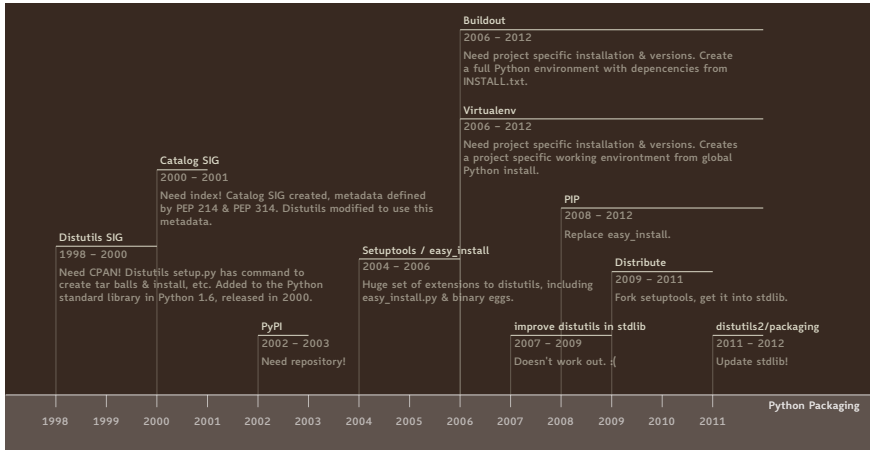 Buildout
2006 – 2012
Need project specific installation & versions. Create
a full Python environment with depencencies from
INSTALL.txt.
Virtualenv
2006 – 2012
Need project specific installation & versions. Creates
a project specific working environtment from global
Python install.
Catalog SIG
2000 – 2001
Need index! Catalog SIG created, metadata defined
by PEP 214 & PEP 314. Distutils modified to use this
metadata.
PIP
2008 – 2012
Replace easy_install.
Distutils SIG
1998 – 2000
Need CPAN! Distutils setup.py has command to
create tar balls & install, etc. Added to the Python
standard library in Python 1.6, released in 2000.
Setuptools / easy_install
2004 – 2006
Huge set of extensions to distutils, including
easy_install.py & binary eggs.
Distribute
2009 – 2011
Fork setuptools, get it into stdlib.
PyPI
2002 – 2003
Need repository!
improve distutils in stdlib
2007 – 2009
Doesn't work out. :(
distutils2/packaging
2011 – 2012
Update stdlib!
Python Packaging
1998 1999 2000 2001 2002 2003 2004 2005 2006 2007 2008 2009 2010 2011